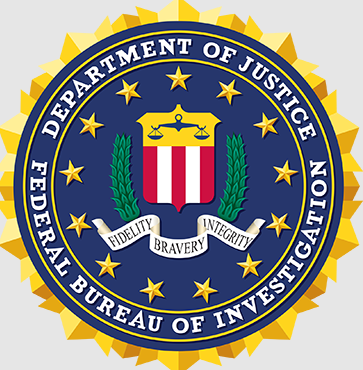 DEPARTMENT OF JUSTICE
FIDELITY BRAVERY INTEGRITY
FEDERAL BUREAU OF INVESTIGATION